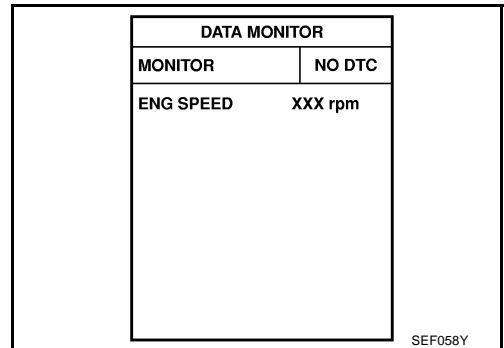 DATA MONITOR
MONITOR NO DTC
ENG SPEED XXX rpm
SEF058Y